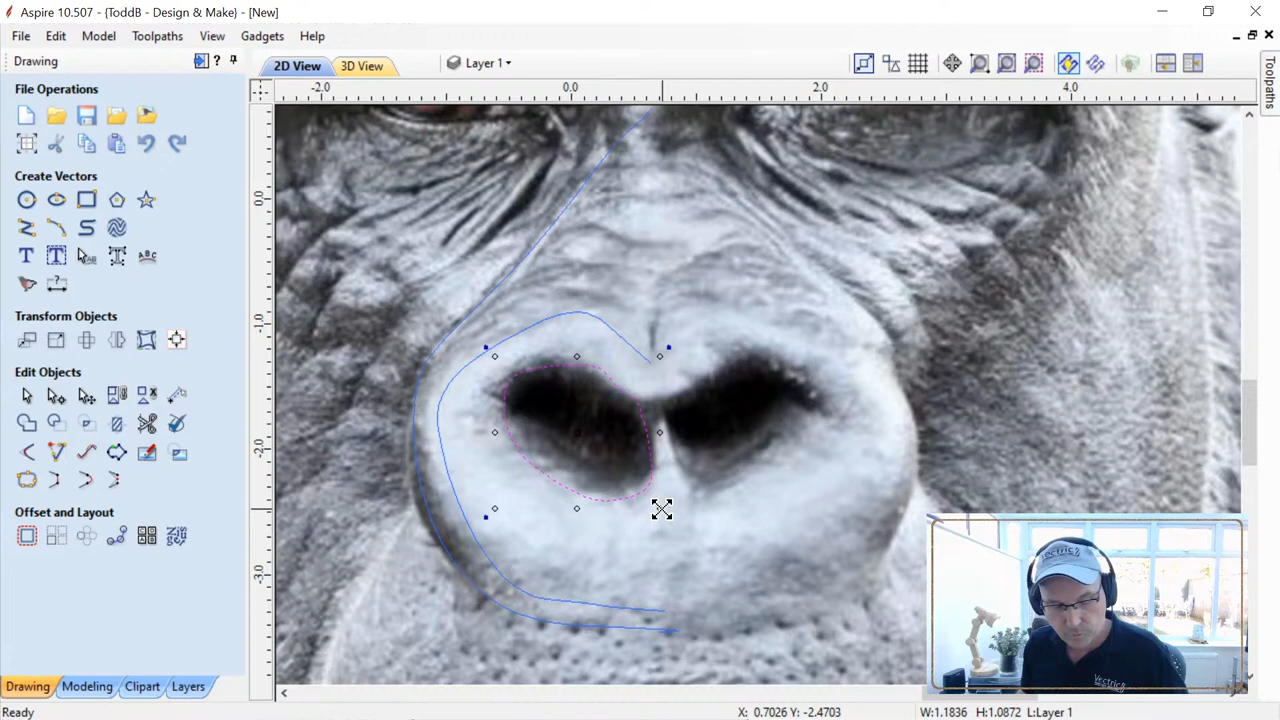 Aspire 10.507 - {ToddB - Design & Make} - [New]
File Edit Model Toolpaths View Gadgets Help
Drawing
2D View 3D View Layer 1
File Operations
-2.0 0.0 2.0 4.0
Toolpaths
Create Vectors
0.0
Transform Objects
-1.0
Edit Objects
-2.0
Offset and Layout
-3.0
Vectric
Vectric
Drawing Modeling Clipart Layers
Ready X: 0.7026 Y: -2.4703 W:1.1836 H:1.0872 L:Layer 1